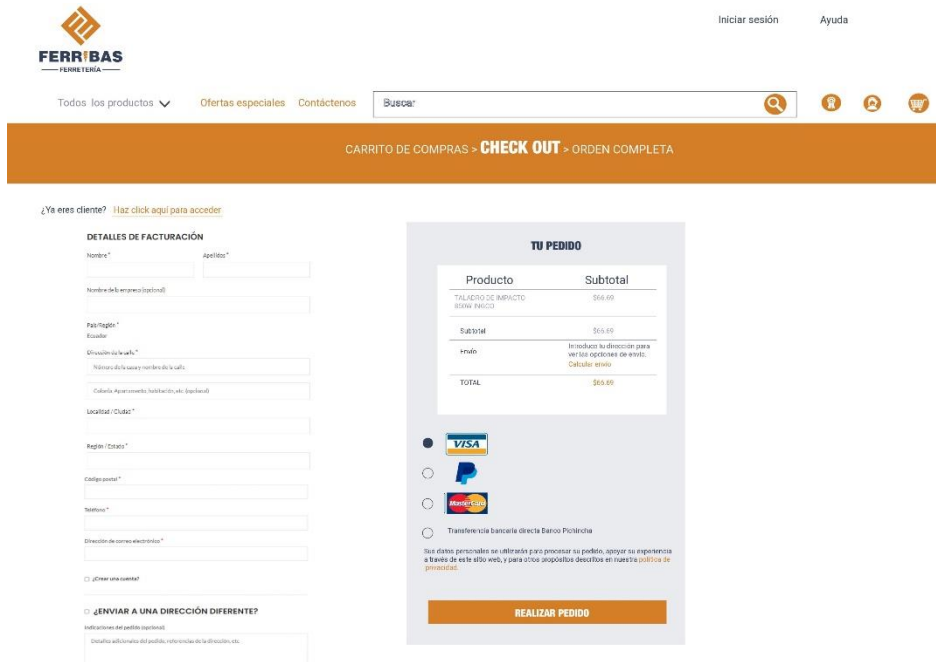 FERRIBAS
FERRETERÍA
Iniciar sesión
Ayuda
Todos los productos
Ofertas especiales
Contáctenos
Buscar
CARRITO DE COMPRAS > CHECK OUT > ORDEN COMPLETA
¿Ya eres cliente? Haz click aquí para acceder
DETALLES DE FACTURACIÓN
Nombre *
Apellidos *
Nombre de la empresa (opcional)
País/Región *
Ecuador
Dirección de la calle *
Número de la casa y nombre de la calle
Colonia, Apartamento, habitación, etc. (opcional)
Localidad / Ciudad *
Región / Estado *
Código postal *
Teléfono *
Dirección de correo electrónico *
¿Crear una cuenta?
¿ENVIAR A UNA DIRECCIÓN DIFERENTE?
Indicaciones del pedido (opcional)
Detalles adicionales del pedido, referencias de la dirección, etc.
TU PEDIDO
Producto Subtotal
TALADRO DE IMPACTO $66.69
850W INGCO
Subtotal $66.69
Envío
Introduce tu dirección para
ver las opciones de envío.
Calcular envío
TOTAL $66.69
VISA
MasterCard
Transferencia bancaria directa Banco Pichincha
Sus datos personales se utilizarán para procesar su pedido, apoyar su experiencia
a través de este sitio web, y para otros propósitos descritos en nuestra política de
privacidad.
REALIZAR PEDIDO